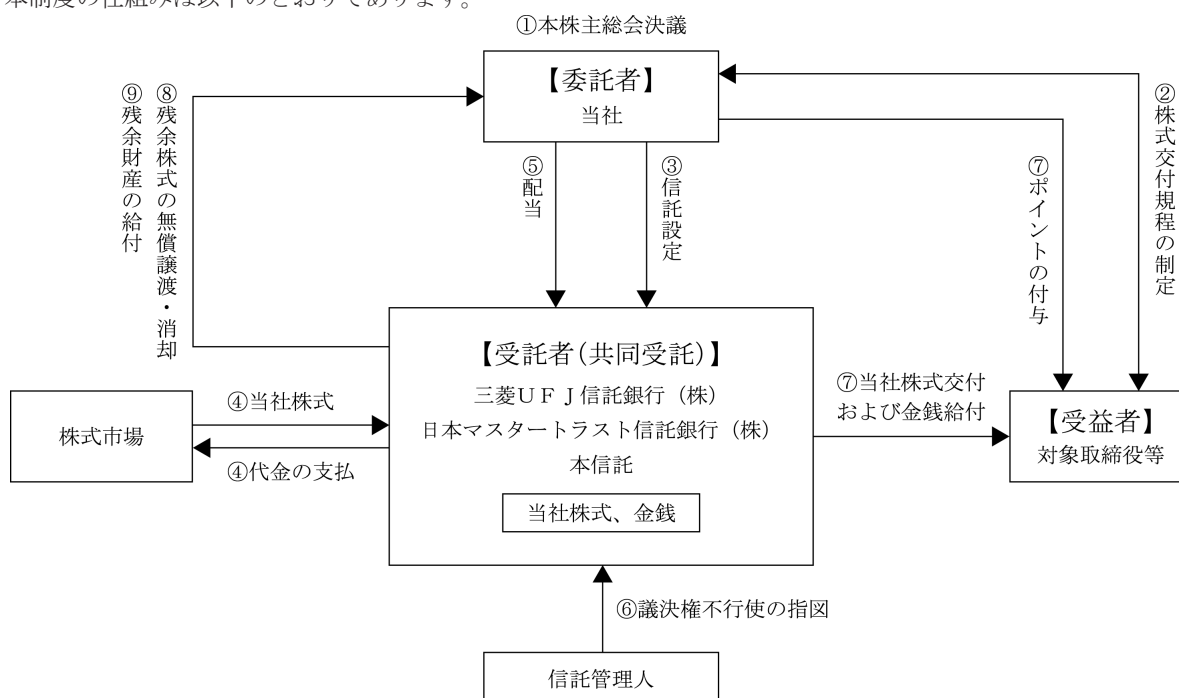 本制度の仕組みは以下のとおりであります。
①本株主総会決議
【委託者】
当社
⑨残余財産の給付
⑧残余株式の無償譲渡・消却
⑤配当
③信託設定
⑦ポイントの付与
②株式交付規程の制定
【受託者(共同受託)】
三菱UFJ信託銀行（株）
日本マスタートラスト信託銀行（株）
本信託
当社株式、金銭
株式市場
④当社株式
④代金の支払
⑦当社株式交付
および金銭給付
【受益者】
対象取締役等
⑥議決権不行使の指図
信託管理人